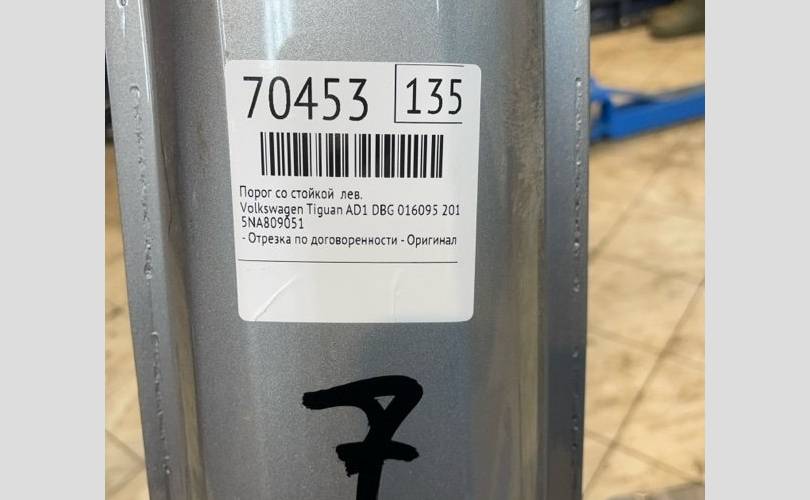 70453 135
Порог со стойкой лев.
Volkswagen Tiguan AD1 DBG 016095 201
5NA809051
- Отрезка по договоренности - Оригинал
7